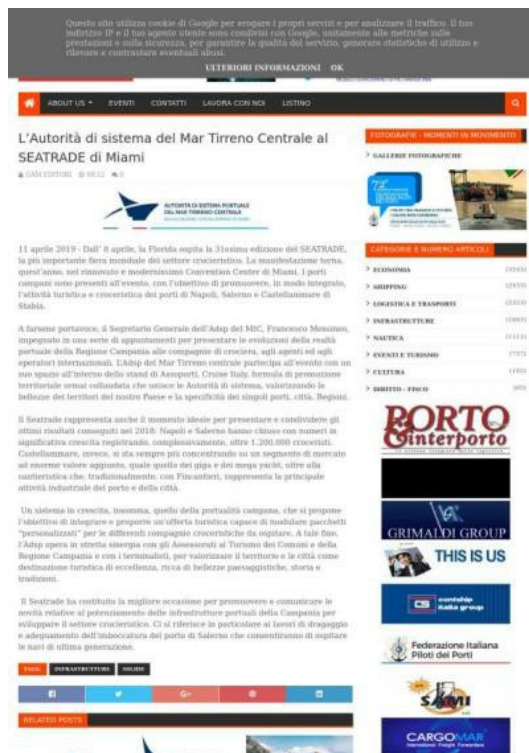 Questo sito utilizza cookie di Google per erogare i propri servizi e per analizzare il traffico. Il tuo
indirizzo IP e il tuo agente utente sono condivisi con Google, unitamente alle metriche sulle
prestazioni e sulla sicurezza, per garantire la qualità del servizio, generare statistiche di utilizzo e
rilevare e contrastare eventuali abusi.
ULTERIORI INFORMAZIONI OK
ABOUT US EVENTI CONTATTI LAVORA CON NOI LISTINO
L'Autorità di sistema del Mar Tirreno Centrale al
SEATRADE di Miami
GAM EDITORI 09:12 0
AUTORITÀ DI SISTEMA PORTUALE
DEL MAR TIRRENO CENTRALE
11 aprile 2019 - Dall' 8 aprile, la Florida ospita la 31esima edizione del SEATRADE,
la più importante fiera mondiale del settore crocieristico. La manifestazione torna,
quest'anno, nel rinnovato e modernissimo Convention Center di Miami. I porti
campani sono presenti all'evento, con l'obiettivo di promuovere, in modo integrato,
l'attività turistica e crocieristica dei porti di Napoli, Salerno e Castellammare di
Stabia.
A farsene portavoce, il Segretario Generale dell'Adsp del MTC, Francesco Messineo,
impegnato in una serie di appuntamenti per presentare le evoluzioni della realtà
portuale della Regione Campania alle compagnie di crociera, agli agenti ed agli
operatori internazionali. L'Adsp del Mar Tirreno centrale partecipa all'evento con un
suo spazio all'interno dello stand di Assoporti, Cruise Italy, formula di promozione
territoriale ormai collaudata che unisce le Autorità di sistema, valorizzando le
bellezze dei territori del nostro Paese e la specificità dei singoli porti, città, Regioni.
Il Seatrade rappresenta anche il momento ideale per presentare e condividere gli
ottimi risultati conseguiti nel 2018: Napoli e Salerno hanno chiuso con numeri in
significativa crescita registrando, complessivamente, oltre 1.200.000 crocieristi.
Castellammare, invece, si sta sempre più concentrando su un segmento di mercato
ad enorme valore aggiunto, quale quello dei giga e dei mega yacht, oltre alla
cantieristica che, tradizionalmente, con Fincantieri, rappresenta la principale
attività industriale del porto e della città.
Un sistema in crescita, insomma, quello della portualità campana, che si propone
l'obiettivo di integrare e proporre un'offerta turistica capace di modulare pacchetti
"personalizzati" per le differenti compagnie crocieristiche da ospitare. A tale fine,
l'Adsp opera in stretta sinergia con gli Assessorati al Turismo dei Comuni e della
Regione Campania e con i terminalisti, per valorizzare il territorio e le città come
destinazione turistica di eccellenza, ricca di bellezze paesaggistiche, storia e
tradizioni.
Il Seatrade ha costituito la migliore occasione per promuovere e comunicare le
novità relative al potenziamento delle infrastrutture portuali della Campania per
sviluppare il settore crocieristico. Ci si riferisce in particolare ai lavori di dragaggio
e adeguamento dell'imboccatura del porto di Salerno che consentiranno di ospitare
le navi di ultima generazione.
TAGS: INFRASTRUTTURE SOLIDE
RELATED POSTS
FOTOGRAFIE - MOMENTI IN MOVIMENTO
GALLERIE FOTOGRAFICHE
CATEGORIE E NUMERO ARTICOLI
ECONOMIA
SHIPPING
LOGISTICA E TRASPORTI
INFRASTRUTTURE
NAUTICA
EVENTI E TURISMO
CULTURA
DIRITTO - FISCO
PORTO
&interporto
GRIMALDI GROUP
THIS IS US
CS contship
italia group
Federazione Italiana
Piloti dei Porti
SAMI
CARGOMAR
International Freight Forwarders